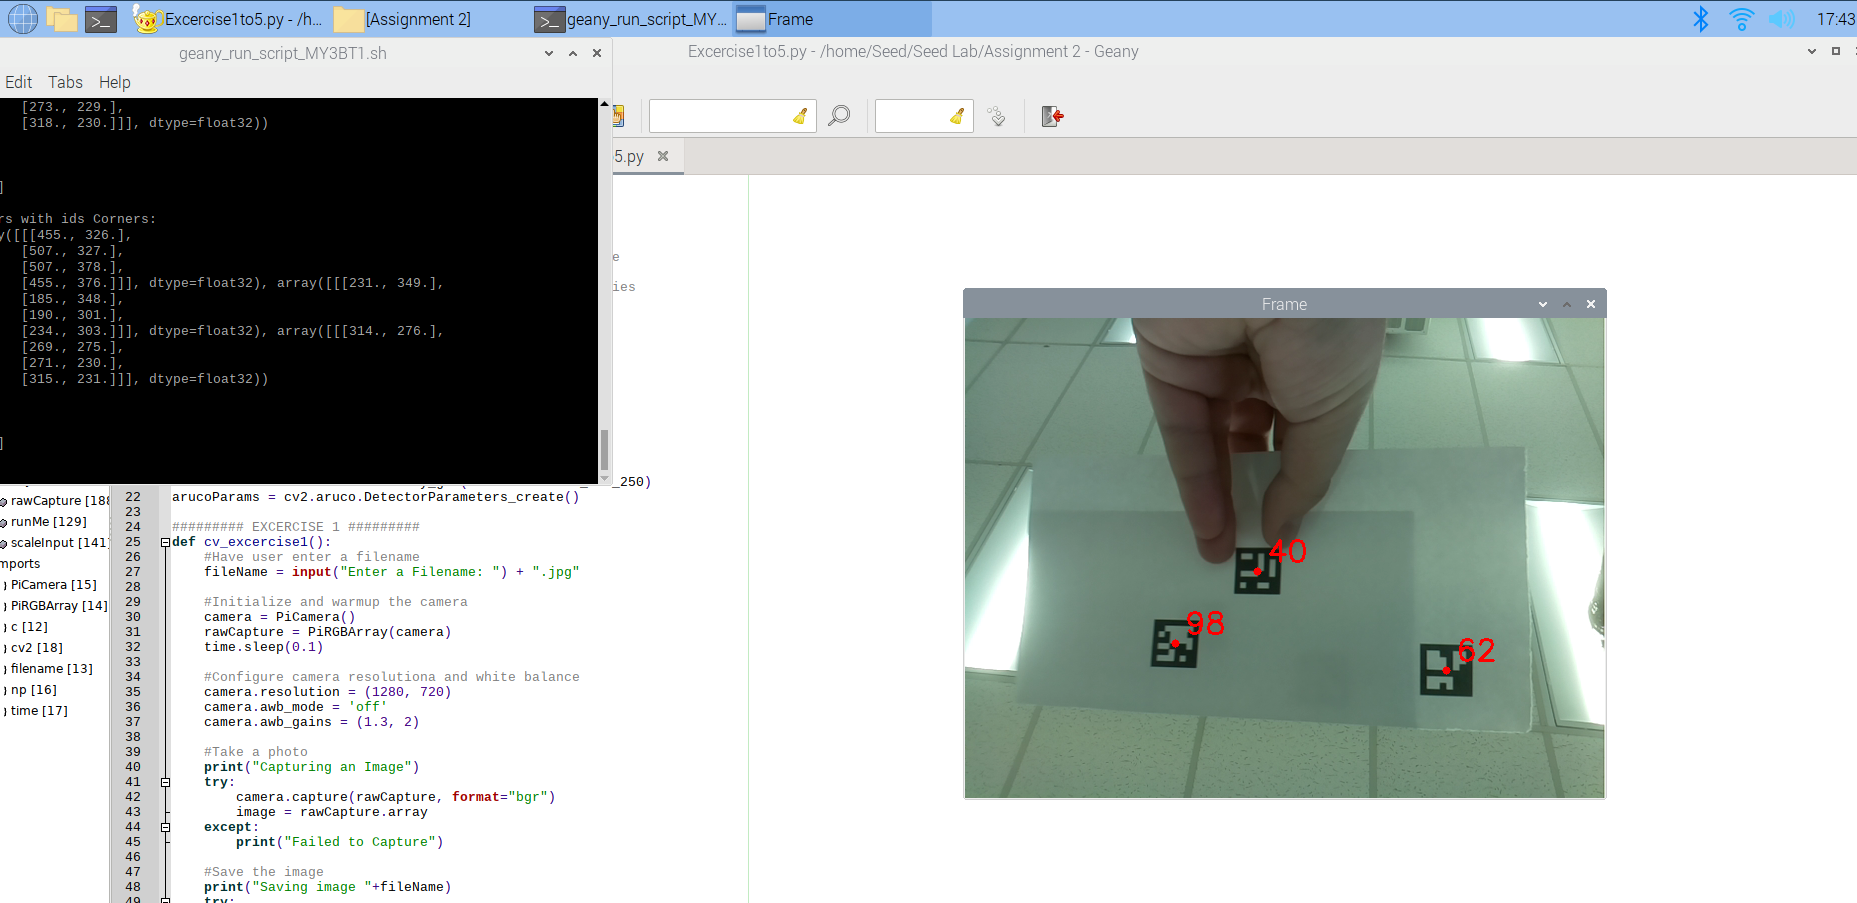 Excercise1to5.py - /h...
[Assignment 2]
geany_run_script_MY...
Frame
17:43
geany_run_script_MY3BT1.sh
Excercise1to5.py - /home/Seed/Seed Lab/Assignment 2 - Geany
Edit Tabs Help
[273., 229.],
[318., 230.]]], dtype=float32))
]
rs with ids Corners:
y([[[455., 326.],
[507., 327.],
[507., 378.],
[455., 376.]]], dtype=float32), array([[[231., 349.],
[185., 348.],
[190., 301.],
[234., 303.]]], dtype=float32), array([[[314., 276.],
[269., 275.],
[271., 230.],
[315., 231.]]], dtype=float32))
]
5.py
e
ies
_250)
rawCapture [188
runMe [129]
scaleInput [141]
mports
PiCamera [15]
PiRGBArray [14]
c [12]
cv2 [18]
filename [13]
np [16]
time [17]
22 arucoParams = cv2.aruco.DetectorParameters_create()
23
24 ######### EXCERCISE 1 #########
25 def cv_excercise1():
26 #Have user enter a filename
27 fileName = input("Enter a Filename: ") + ".jpg"
28
29 #Initialize and warmup the camera
30 camera = PiCamera()
31 rawCapture = PiRGBArray(camera)
32 time.sleep(0.1)
33
34 #Configure camera resolutiona and white balance
35 camera.resolution = (1280, 720)
36 camera.awb_mode = 'off'
37 camera.awb_gains = (1.3, 2)
38
39 #Take a photo
40 print("Capturing an Image")
41 try:
42 camera.capture(rawCapture, format="bgr")
43 image = rawCapture.array
44 except:
45 print("Failed to Capture")
46
47 #Save the image
48 print("Saving image "+fileName)
49 try:
Frame
40
98
62